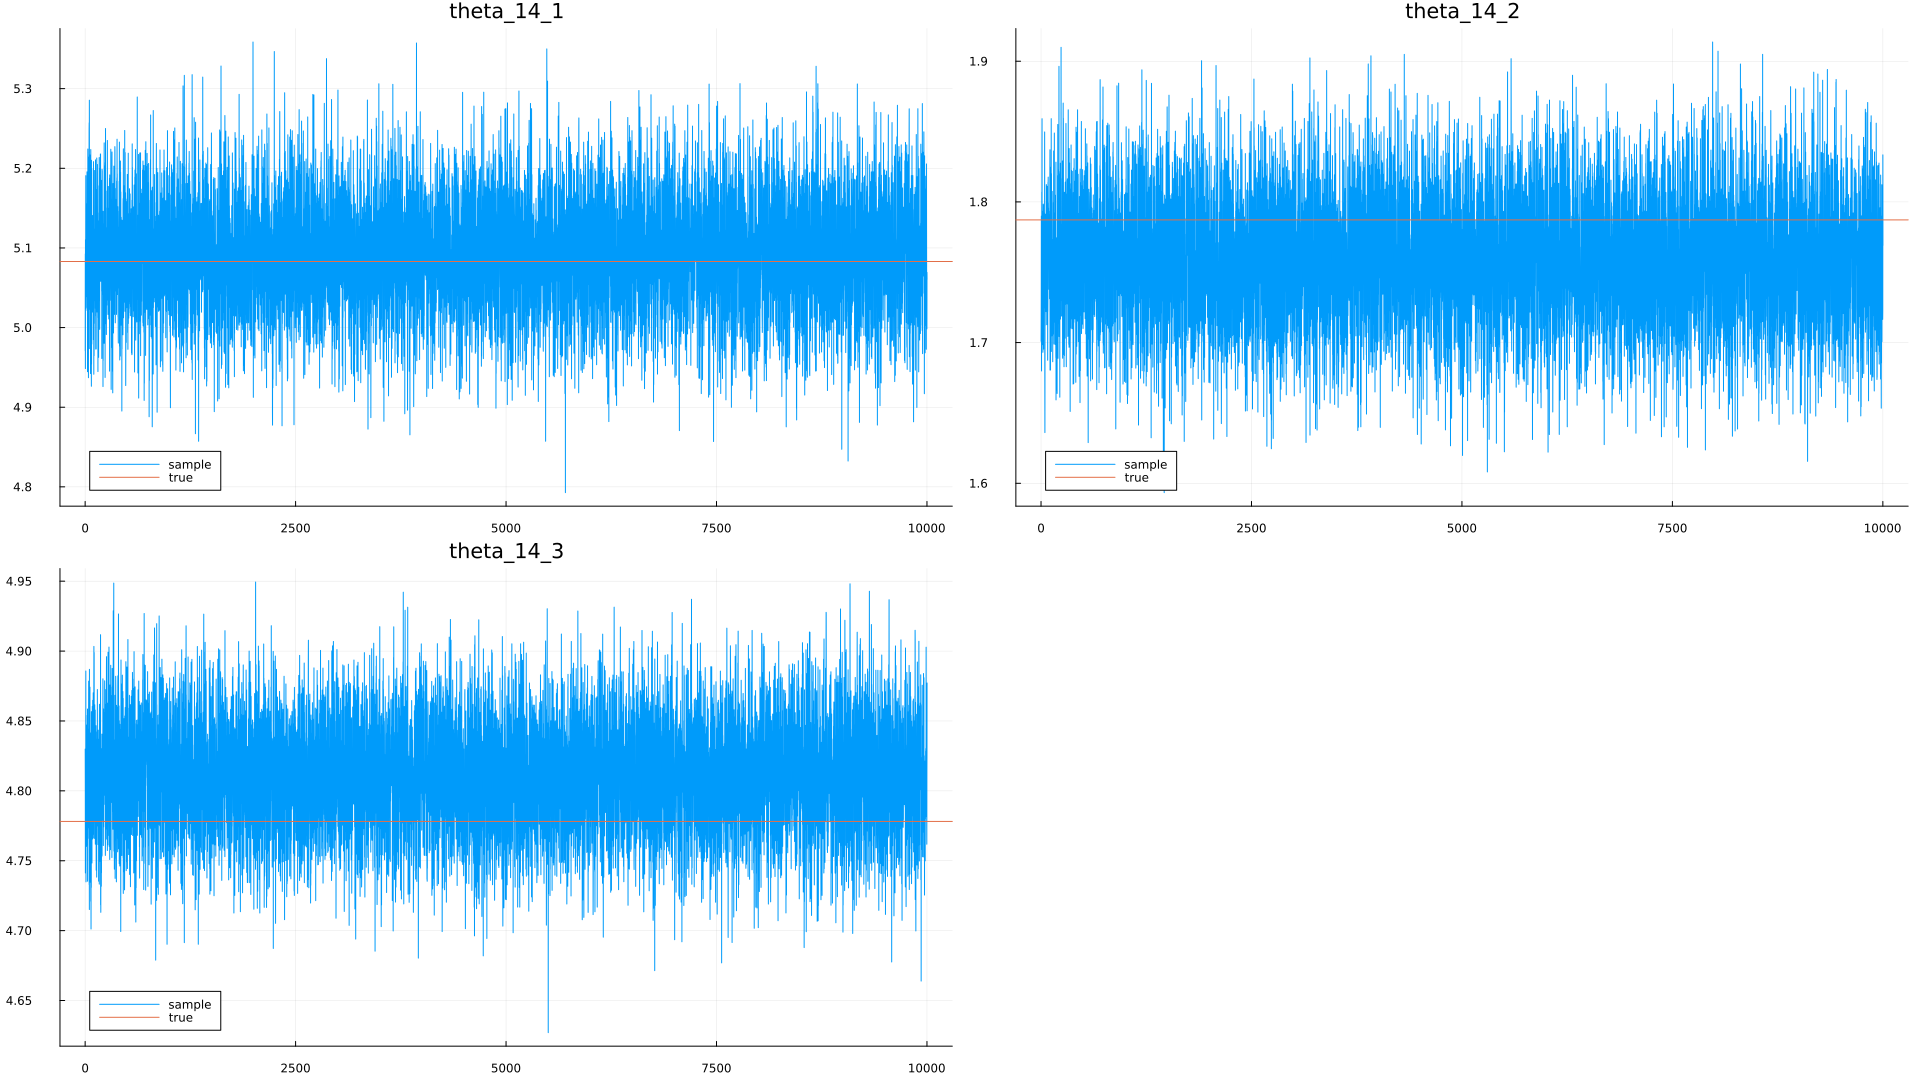 theta_14_1
5.3
5.2
5.1
5.0
4.9
4.8
sample
true
0 2500 5000 7500 10000
theta_14_2
1.9
1.8
1.7
1.6
sample
true
0 2500 5000 7500 10000
theta_14_3
4.95
4.90
4.85
4.80
4.75
4.70
4.65
sample
true
0 2500 5000 7500 10000